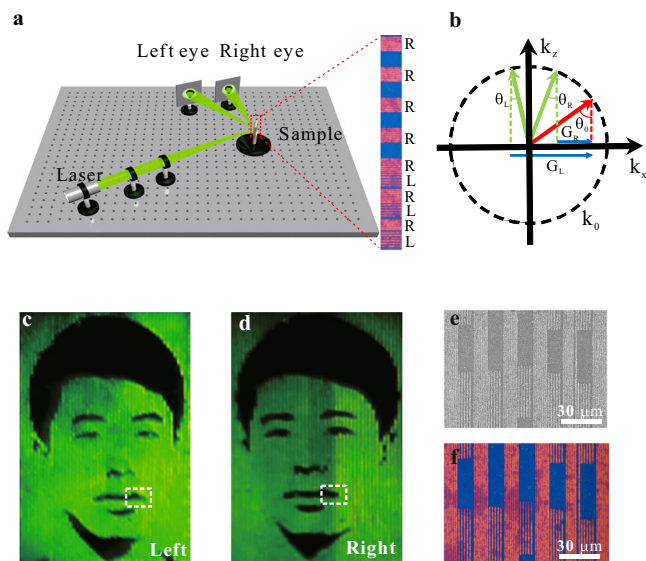 a
Left eye Right eye
Sample
Laser
R
R
R
R
R
L
R
L
R
L
b
k_z
θ_L
θ_R
θ_0
G_R
G_L
k_x
k_0
c
Left
d
Right
e
30 μm
f
30 μm